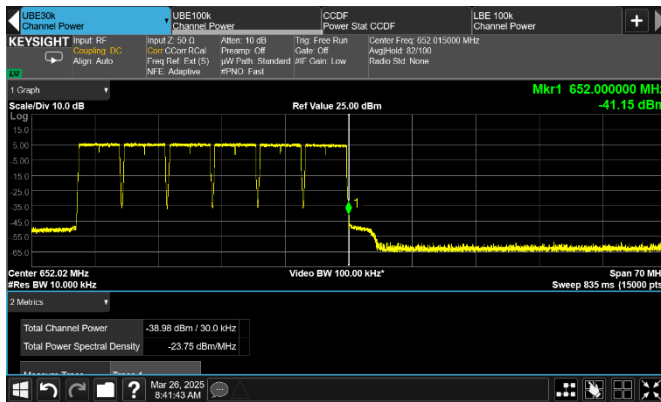 UBE30k
Channel Power
UBE100k
Channel Power
CCDF
Power Stat CCDF
LBE 100k
Channel Power
KEYSIGHT
Input: RF
Coupling: DC
Align: Auto
Input Z: 50 Ω
Corr CCorr RCal
Freq Ref: Ext (S)
NFE: Adaptive
Atten: 10 dB
Preamp: Off
µW Path: Standard
#PNO: Fast
Trig: Free Run
Gate: Off
#IF Gain: Low
Center Freq: 652.015000 MHz
Avg|Hold: 82/100
Radio Std: None
1 Graph
Mkr1 652.000000 MHz
Scale/Div 10.0 dB
Ref Value 25.00 dBm
-41.15 dBm
Log
15.0
5.00
-5.00
-15.0
-25.0
-35.0
-45.0
-55.0
-65.0
1
Center 652.02 MHz
Video BW 100.00 kHz*
Span 70 MH
#Res BW 10.000 kHz
Sweep 835 ms (15000 pts
2 Metrics
Total Channel Power
-38.98 dBm / 30.0 kHz
Total Power Spectral Density
-23.75 dBm/MHz
Measure Trace
Trace 1
?
Mar 26, 2025
8:41:43 AM